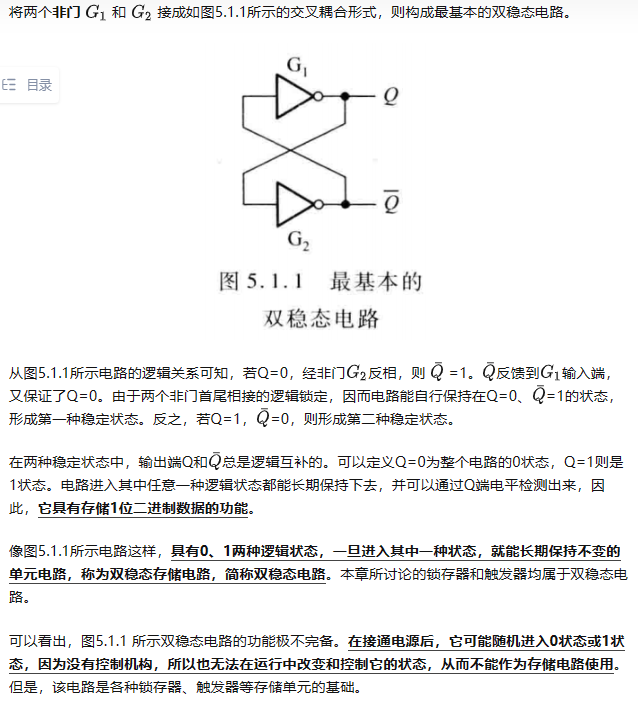 将两个非门 G₁ 和 G₂ 接成如图5.1.1所示的交叉耦合形式，则构成最基本的双稳态电路。
目录
G₁
Q
Q̅
G₂
图 5.1.1 最基本的
双稳态电路
从图5.1.1所示电路的逻辑关系可知，若Q=0，经非门G₂反相，则 Q̅ =1。Q̅反馈到G₁输入端，
又保证了Q=0。由于两个非门首尾相接的逻辑锁定，因而电路能自行保持在Q=0、Q̅=1的状态，
形成第一种稳定状态。反之，若Q=1，Q̅=0，则形成第二种稳定状态。
在两种稳定状态中，输出端Q和Q̅总是逻辑互补的。可以定义Q=0为整个电路的0状态，Q=1则是
1状态。电路进入其中任意一种逻辑状态都能长期保持下去，并可以通过Q端电平检测出来，因
此，它具有存储1位二进制数据的功能。
像图5.1.1所示电路这样，具有0、1两种逻辑状态，一旦进入其中一种状态，就能长期保持不变的
单元电路，称为双稳态存储电路，简称双稳态电路。本章所讨论的锁存器和触发器均属于双稳态电
路。
可以看出，图5.1.1 所示双稳态电路的功能极不完备。在接通电源后，它可能随机进入0状态或1状
态，因为没有控制机构，所以也无法在运行中改变和控制它的状态，从而不能作为存储电路使用。
但是，该电路是各种锁存器、触发器等存储单元的基础。